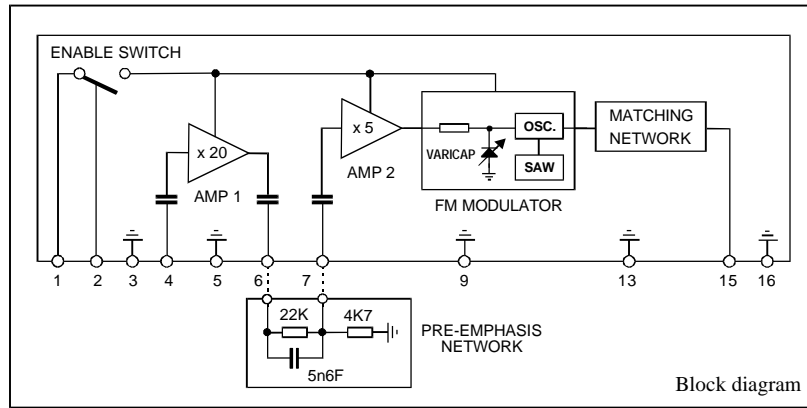 ENABLE SWITCH
x 20
AMP 1
x 5
AMP 2
VARICAP
OSC.
SAW
FM MODULATOR
MATCHING
NETWORK
1 2 3 4 5 6 7 9 13 15 16
22K 4K7
5n6F
PRE-EMPHASIS
NETWORK
Block diagram